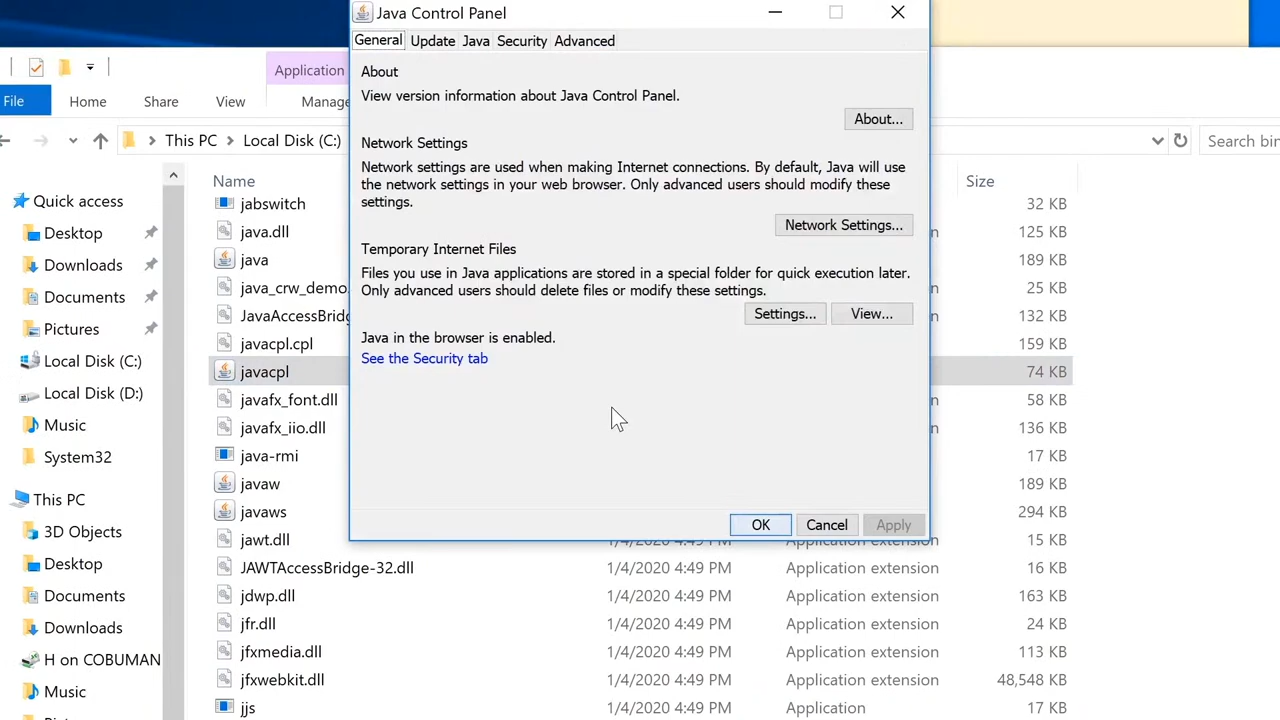 Java Control Panel
General Update Java Security Advanced
About
View version information about Java Control Panel.
About...
Network Settings
Network settings are used when making Internet connections. By default, Java will use
the network settings in your web browser. Only advanced users should modify these
settings.
Network Settings...
Temporary Internet Files
Files you use in Java applications are stored in a special folder for quick execution later.
Only advanced users should delete files or modify these settings.
Settings... View...
Java in the browser is enabled.
See the Security tab
OK Cancel Apply
Application
File Home Share View Manage
This PC Local Disk (C:) Search bin
Quick access
Desktop
Downloads
Documents
Pictures
Local Disk (C:)
Local Disk (D:)
Music
System32
This PC
3D Objects
Desktop
Documents
Downloads
H on COBUMAN
Music
Name Size
jabswitch 32 KB
java.dll n 125 KB
java 189 KB
java_crw_demo. n 25 KB
JavaAccessBridg n 132 KB
javacpl.cpl 159 KB
javacpl 74 KB
javafx_font.dll n 58 KB
javafx_iio.dll n 136 KB
java-rmi 17 KB
javaw 189 KB
javaws 294 KB
jawt.dll 1/4/2020 4:49 PM Application extension 15 KB
JAWTAccessBridge-32.dll 1/4/2020 4:49 PM Application extension 16 KB
jdwp.dll 1/4/2020 4:49 PM Application extension 163 KB
jfr.dll 1/4/2020 4:49 PM Application extension 24 KB
jfxmedia.dll 1/4/2020 4:49 PM Application extension 113 KB
jfxwebkit.dll 1/4/2020 4:49 PM Application extension 48,548 KB
jjs 1/4/2020 4:49 PM Application 17 KB